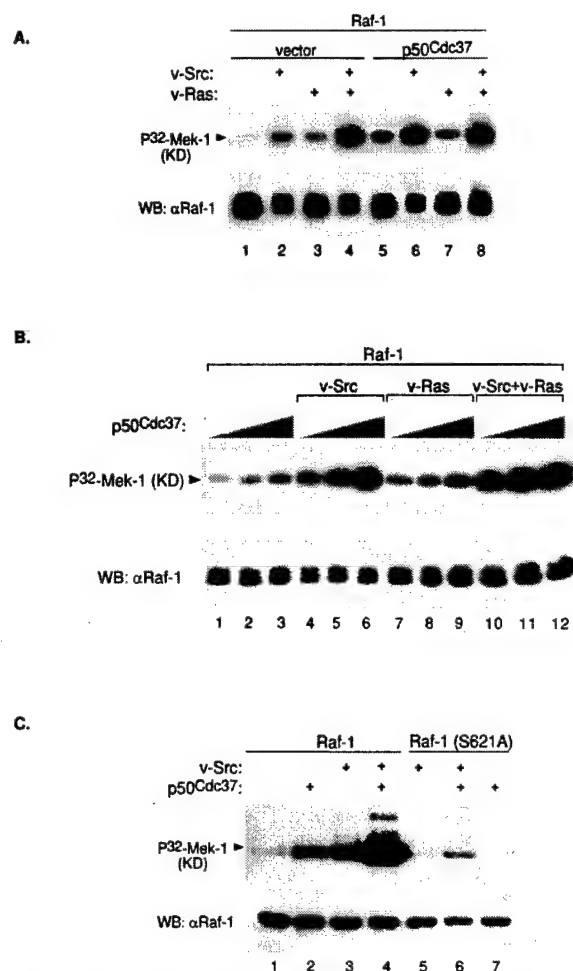 A.
Raf-1
vector p50Cdc37
v-Src: + + + +
v-Ras: + + + +
P32-Mek-1
(KD)
WB: αRaf-1
1 2 3 4 5 6 7 8
B.
Raf-1
v-Src v-Ras v-Src+v-Ras
p50Cdc37:
P32-Mek-1 (KD)
WB: αRaf-1
1 2 3 4 5 6 7 8 9 10 11 12
C.
Raf-1 Raf-1 (S621A)
v-Src: + + + +
p50Cdc37: + + + +
P32-Mek-1
(KD)
WB: αRaf-1
1 2 3 4 5 6 7